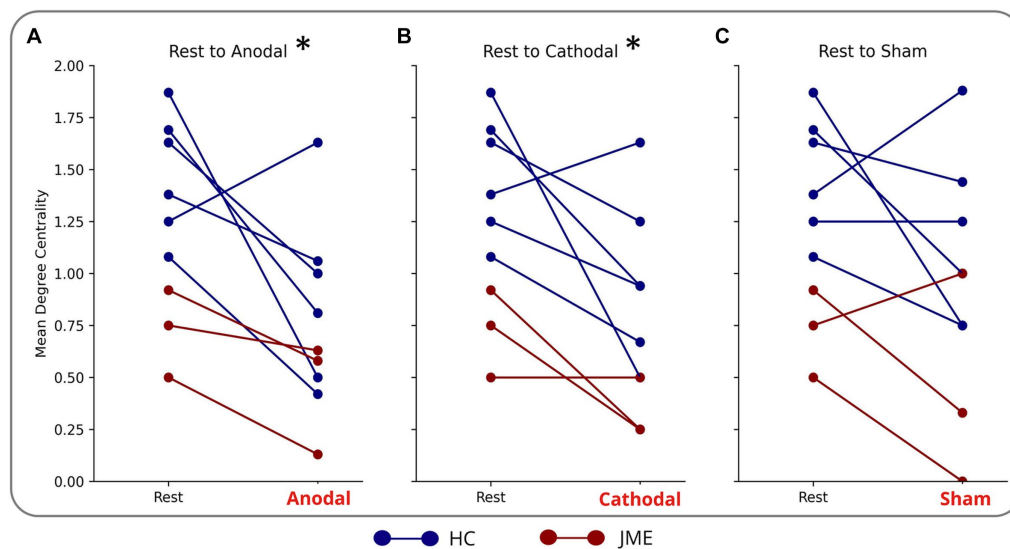 A
Rest to Anodal *
B
Rest to Cathodal *
C
Rest to Sham
Mean Degree Centrality
2.00
1.75
1.50
1.25
1.00
0.75
0.50
0.25
0.00
Rest
Anodal
Rest
Cathodal
Rest
Sham
HC
JME